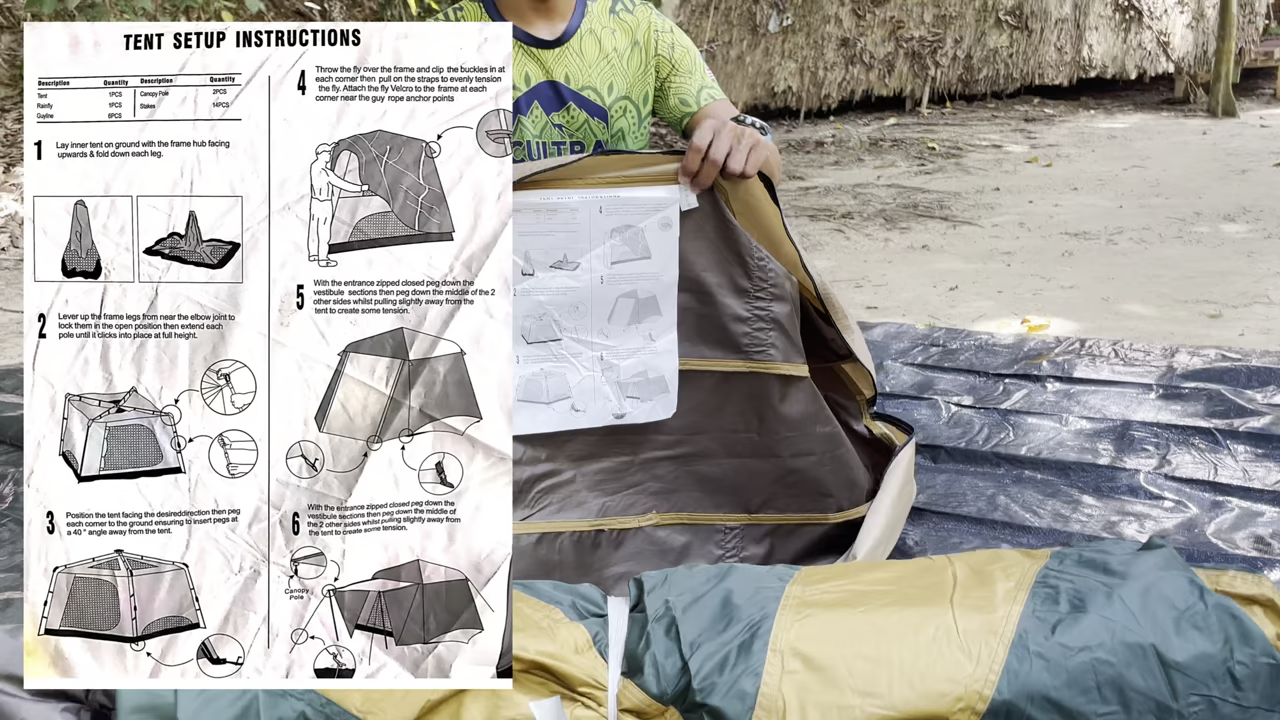 TENT SETUP INSTRUCTIONS
Description Quantity Description Quantity
Tent 1PCS Canopy Pole 2PCS
Rainfly 1PCS Stakes 14PCS
Guyline 6PCS
1 Lay inner tent on ground with the frame hub facing
upwards & fold down each leg.
2 Lever up the frame legs from near the elbow joint to
lock them in the open position then extend each
pole until it clicks into place at full height.
3 Position the tent facing the desireddirection then peg
each corner to the ground ensuring to insert pegs at
a 40 ° angle away from the tent.
4 Throw the fly over the frame and clip the buckles in at
each corner then pull on the straps to evenly tension
the fly. Attach the fly Velcro to the frame at each
corner near the guy rope anchor points
5 With the entrance zipped closed peg down the
vestibule sections then peg down the middle of the 2
other sides whilst pulling slightly away from the
tent to create some tension.
6 With the entrance zipped closed peg down the
vestibule sections then peg down the middle of
the 2 other sides whilst pulling slightly away from
the tent to create some tension.
Canopy
Pole
TENT SETUP INSTRUCTIONS